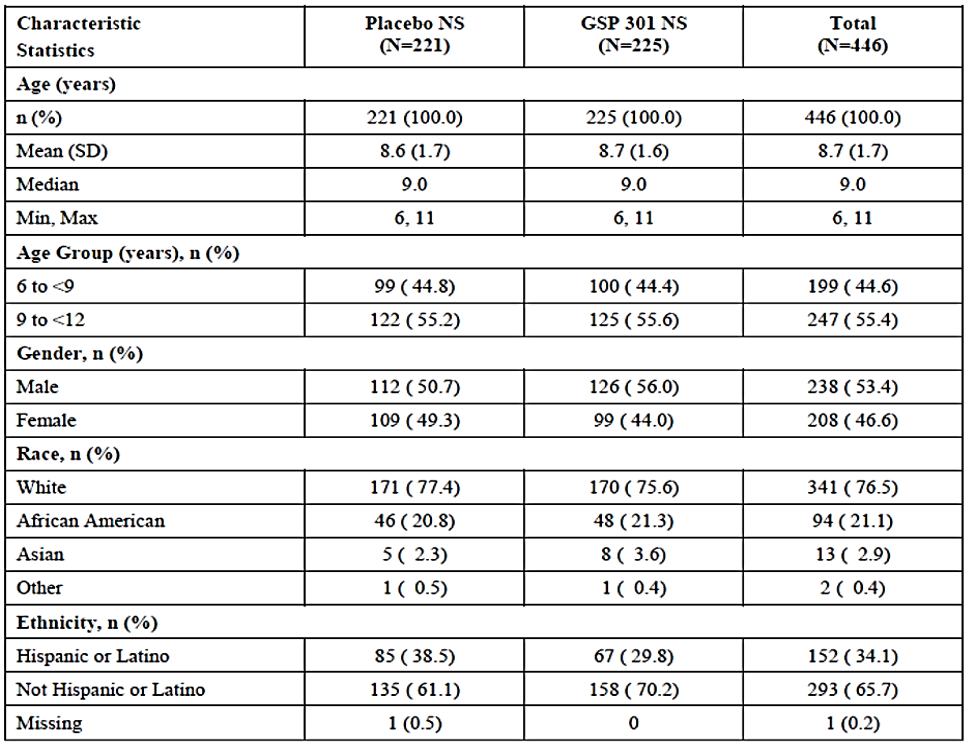 Characteristic Statistics | Placebo NS (N=221) | GSP 301 NS (N=225) | Total (N=446)
Age (years)
n (%) | 221 (100.0) | 225 (100.0) | 446 (100.0)
Mean (SD) | 8.6 (1.7) | 8.7 (1.6) | 8.7 (1.7)
Median | 9.0 | 9.0 | 9.0
Min, Max | 6, 11 | 6, 11 | 6, 11
Age Group (years), n (%)
6 to <9 | 99 ( 44.8) | 100 ( 44.4) | 199 ( 44.6)
9 to <12 | 122 ( 55.2) | 125 ( 55.6) | 247 ( 55.4)
Gender, n (%)
Male | 112 ( 50.7) | 126 ( 56.0) | 238 ( 53.4)
Female | 109 ( 49.3) | 99 ( 44.0) | 208 ( 46.6)
Race, n (%)
White | 171 ( 77.4) | 170 ( 75.6) | 341 ( 76.5)
African American | 46 ( 20.8) | 48 ( 21.3) | 94 ( 21.1)
Asian | 5 ( 2.3) | 8 ( 3.6) | 13 ( 2.9)
Other | 1 ( 0.5) | 1 ( 0.4) | 2 ( 0.4)
Ethnicity, n (%)
Hispanic or Latino | 85 ( 38.5) | 67 ( 29.8) | 152 ( 34.1)
Not Hispanic or Latino | 135 ( 61.1) | 158 ( 70.2) | 293 ( 65.7)
Missing | 1 (0.5) | 0 | 1 (0.2)